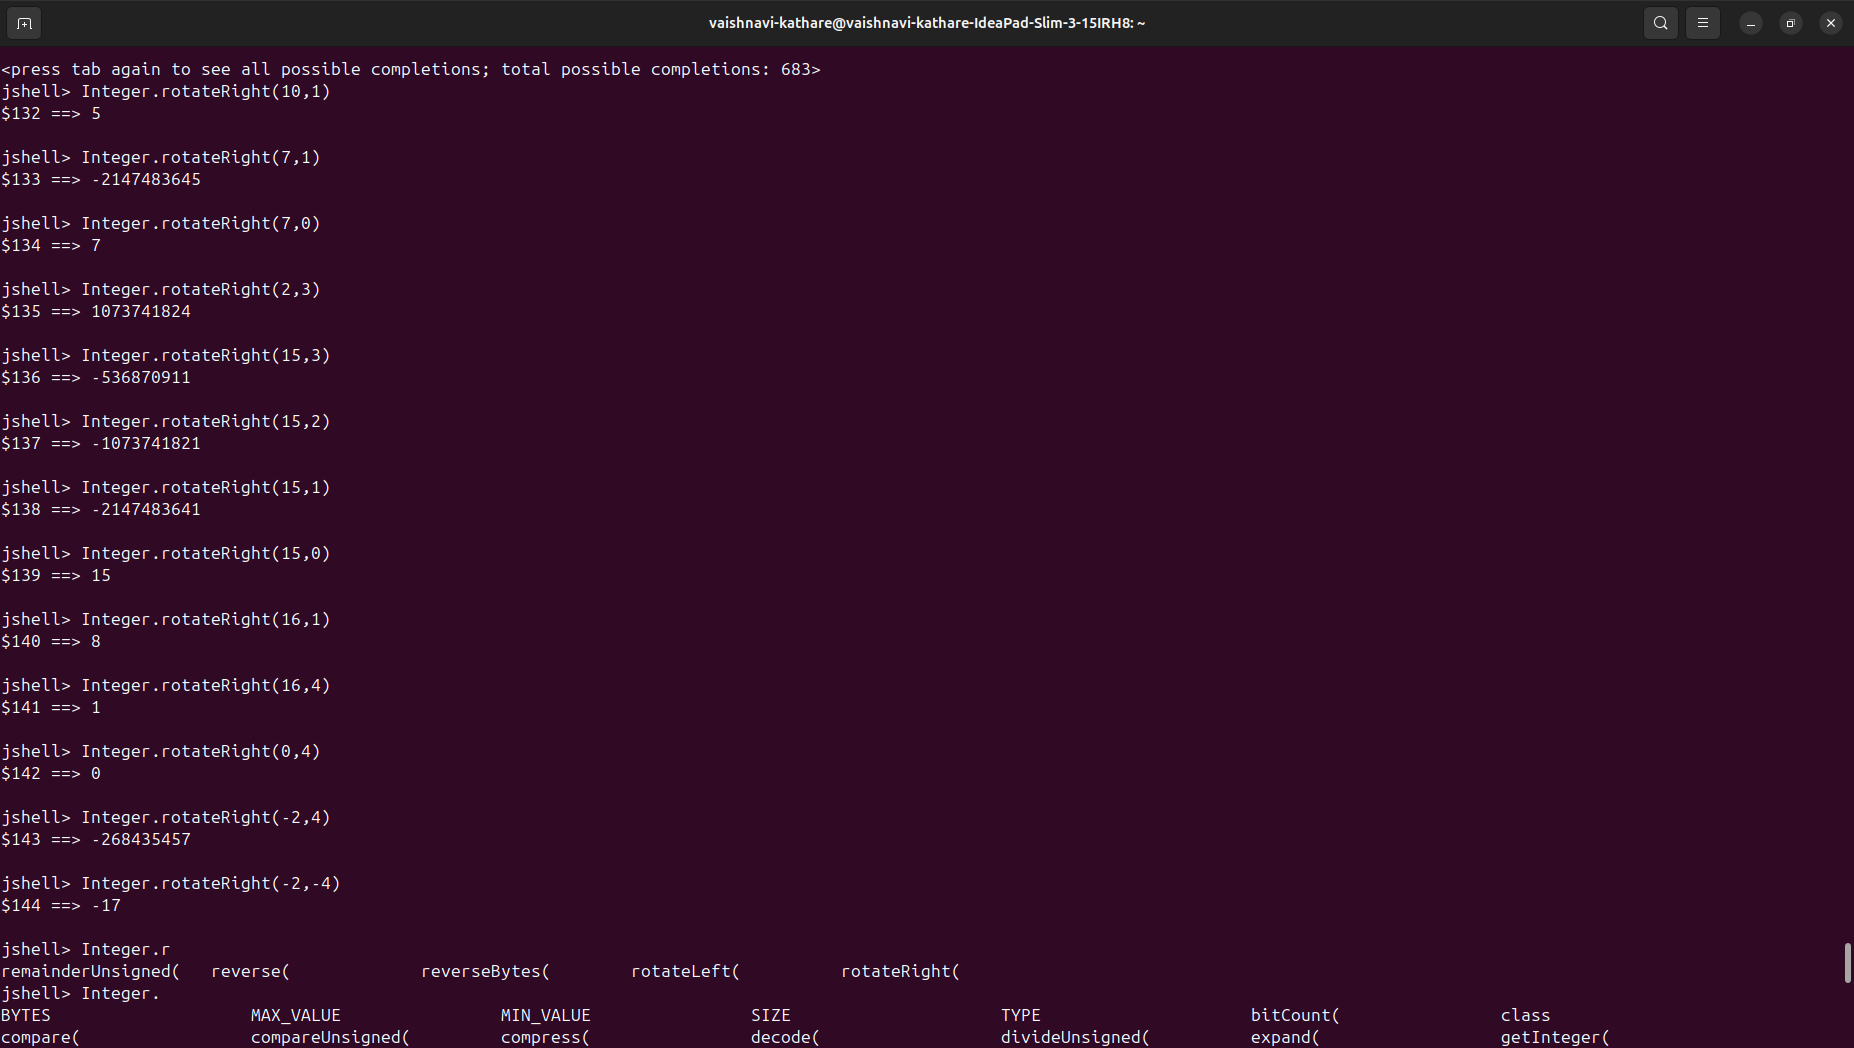 vaishnavi-kathare@vaishnavi-kathare-IdeaPad-Slim-3-15IRH8: ~
<press tab again to see all possible completions; total possible completions: 683>
jshell> Integer.rotateRight(10,1)
$132 ==> 5
jshell> Integer.rotateRight(7,1)
$133 ==> -2147483645
jshell> Integer.rotateRight(7,0)
$134 ==> 7
jshell> Integer.rotateRight(2,3)
$135 ==> 1073741824
jshell> Integer.rotateRight(15,3)
$136 ==> -536870911
jshell> Integer.rotateRight(15,2)
$137 ==> -1073741821
jshell> Integer.rotateRight(15,1)
$138 ==> -2147483641
jshell> Integer.rotateRight(15,0)
$139 ==> 15
jshell> Integer.rotateRight(16,1)
$140 ==> 8
jshell> Integer.rotateRight(16,4)
$141 ==> 1
jshell> Integer.rotateRight(0,4)
$142 ==> 0
jshell> Integer.rotateRight(-2,4)
$143 ==> -268435457
jshell> Integer.rotateRight(-2,-4)
$144 ==> -17
jshell> Integer.r
remainderUnsigned(   reverse(             reverseBytes(        rotateLeft(          rotateRight(
jshell> Integer.
BYTES                    MAX_VALUE                MIN_VALUE                SIZE                     TYPE                     bitCount(                class
compare(                 compareUnsigned(         compress(                decode(                  divideUnsigned(          expand(                  getInteger(